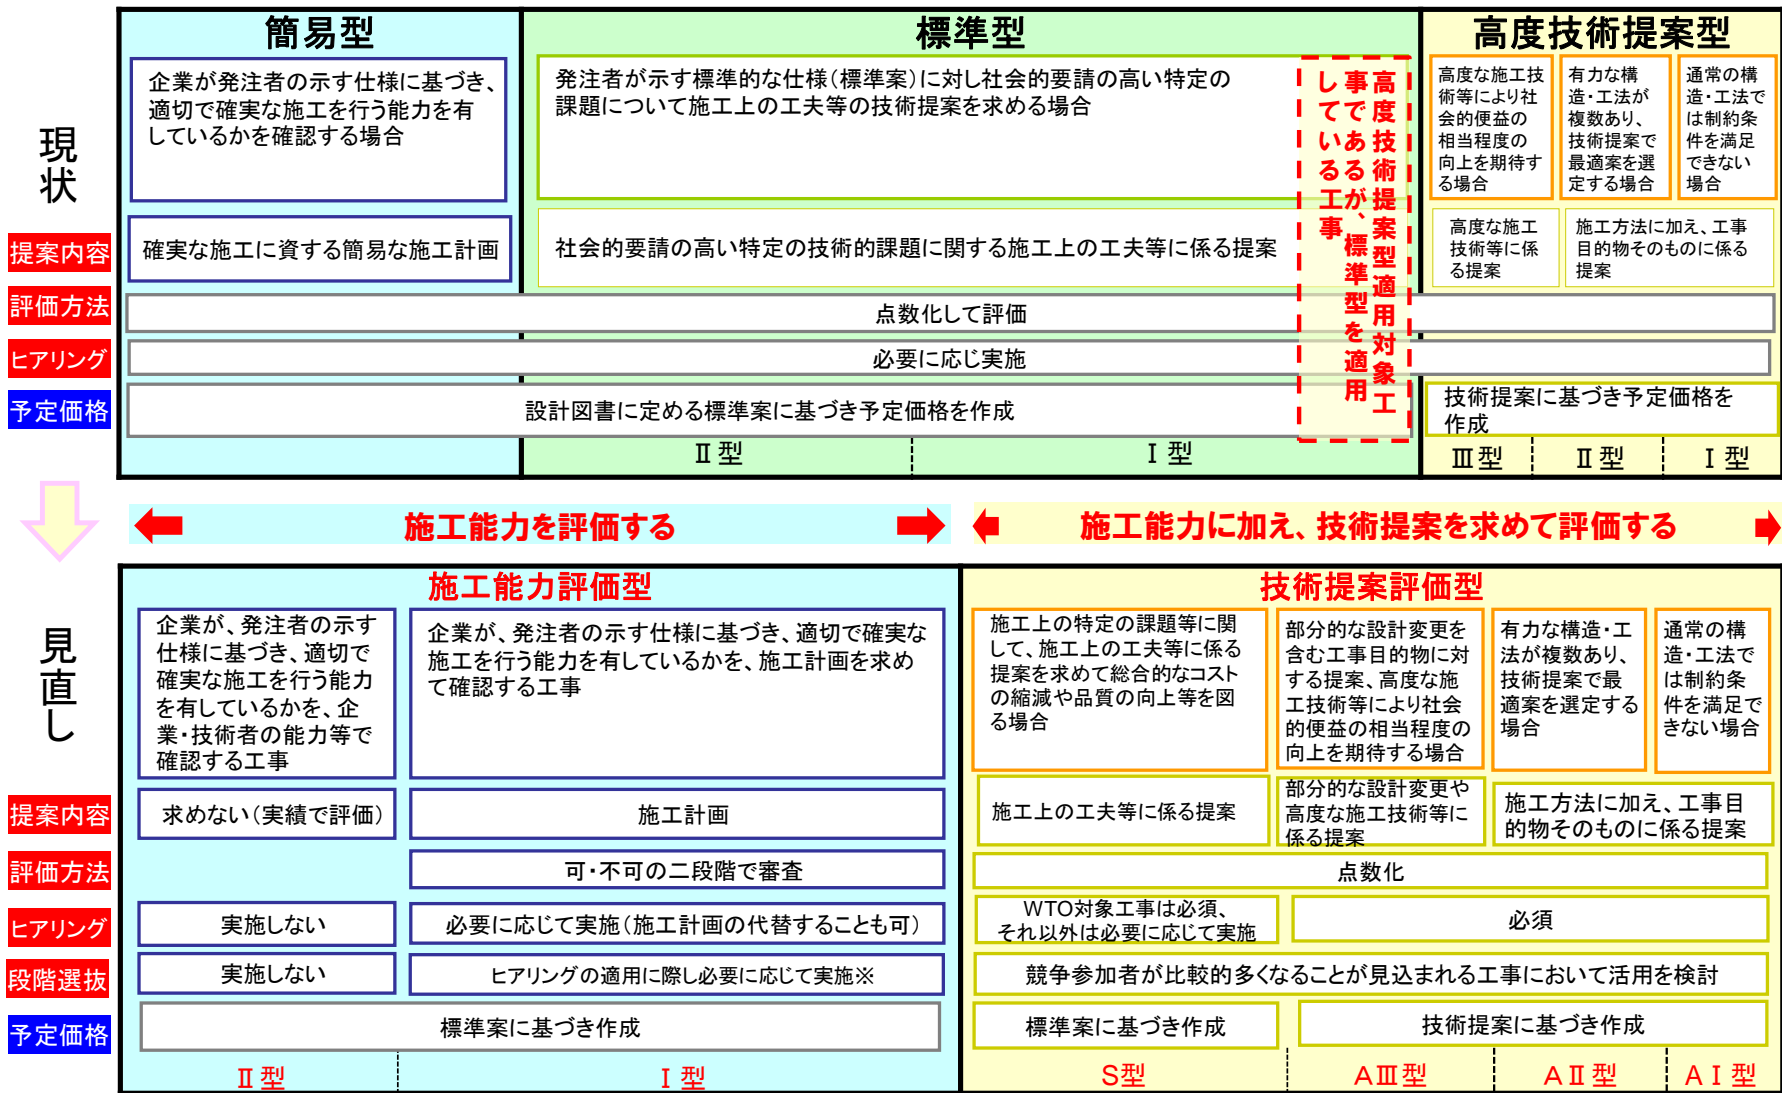 現状
簡易型
標準型
高度技術提案型
企業が発注者の示す仕様に基づき、
適切で確実な施工を行う能力を有
しているかを確認する場合
発注者が示す標準的な仕様(標準案)に対し社会的要請の高い特定の
課題について施工上の工夫等の技術提案を求める場合
高度技術提案型適用対象工
事であるが、標準型を適用
している工事
高度な施工技
術等により社
会的便益の
相当程度の
向上を期待す
る場合
有力な構
造・工法が
複数あり、
技術提案で
最適案を選
定する場合
通常の構
造・工法で
は制約条
件を満足
できない
場合
提案内容
確実な施工に資する簡易な施工計画
社会的要請の高い特定の技術的課題に関する施工上の工夫等に係る提案
高度な施工
技術等に係
る提案
施工方法に加え、工事
目的物そのものに係る
提案
評価方法
点数化して評価
ヒアリング
必要に応じ実施
予定価格
設計図書に定める標準案に基づき予定価格を作成
技術提案に基づき予定価格を
作成
Ⅱ型
Ⅰ型
Ⅲ型
Ⅱ型
Ⅰ型
施工能力を評価する
施工能力に加え、技術提案を求めて評価する
見直し
施工能力評価型
技術提案評価型
企業が、発注者の示す
仕様に基づき、適切で
確実な施工を行う能力
を有しているかを、企
業・技術者の能力等で
確認する工事
企業が、発注者の示す仕様に基づき、適切で確実な
施工を行う能力を有しているかを、施工計画を求め
て確認する工事
施工上の特定の課題等に関
して、施工上の工夫等に係る
提案を求めて総合的なコスト
の縮減や品質の向上等を図
る場合
部分的な設計変更を
含む工事目的物に対
する提案、高度な施
工技術等により社会
的便益の相当程度の
向上を期待する場合
有力な構造・工
法が複数あり、
技術提案で最
適案を選定する
場合
通常の構
造・工法で
は制約条
件を満足で
きない場合
提案内容
求めない(実績で評価)
施工計画
施工上の工夫等に係る提案
部分的な設計変更や
高度な施工技術等に
係る提案
施工方法に加え、工事目
的物そのものに係る提案
評価方法
可・不可の二段階で審査
点数化
ヒアリング
実施しない
必要に応じて実施(施工計画の代替することも可)
WTO対象工事は必須、
それ以外は必要に応じて実施
必須
段階選抜
実施しない
ヒアリングの適用に際し必要に応じて実施※
競争参加者が比較的多くなることが見込まれる工事において活用を検討
予定価格
標準案に基づき作成
標準案に基づき作成
技術提案に基づき作成
Ⅱ型
Ⅰ型
S型
AⅢ型
AⅡ型
AⅠ型